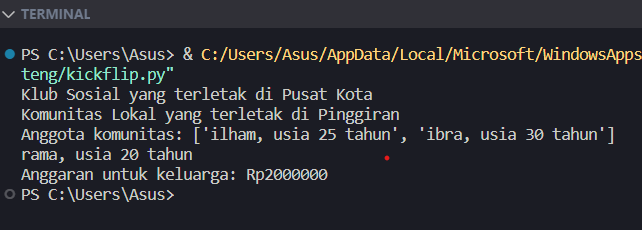 TERMINAL
PS C:\Users\Asus> & C:/Users/Asus/AppData/Local/Microsoft/WindowsApps
teng/kickflip.py"
Klub Sosial yang terletak di Pusat Kota
Komunitas Lokal yang terletak di Pinggiran
Anggota komunitas: ['ilham, usia 25 tahun', 'ibra, usia 30 tahun']
rama, usia 20 tahun
Anggaran untuk keluarga: Rp2000000
PS C:\Users\Asus>